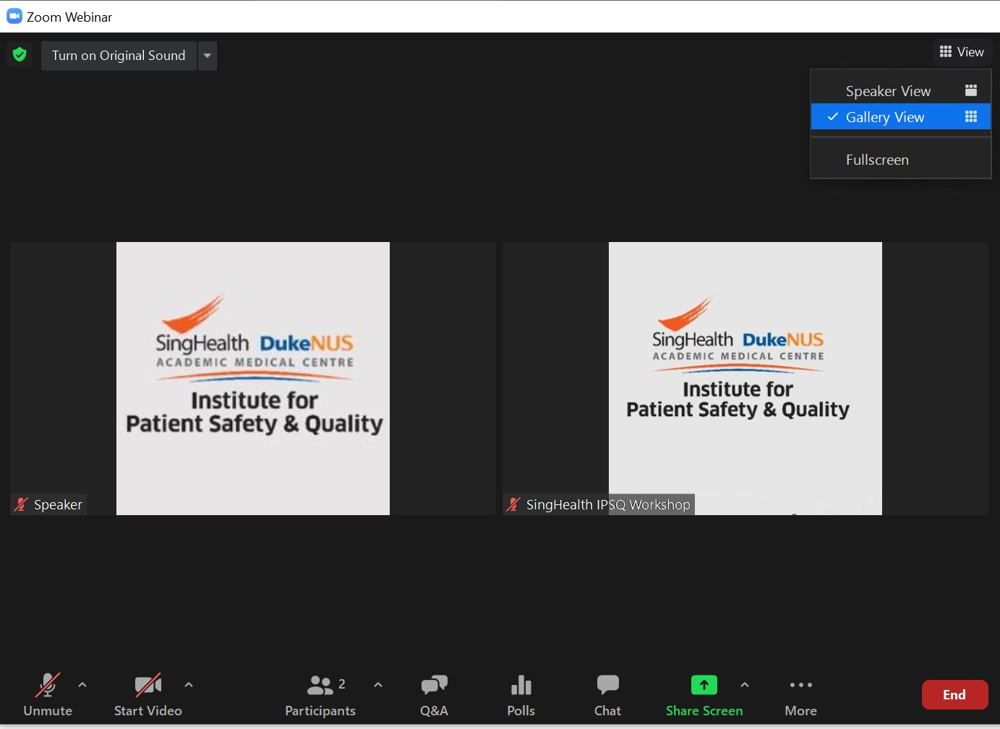 Zoom Webinar
Turn on Original Sound
View
Speaker View
Gallery View
Fullscreen
SingHealth DukeNUS
ACADEMIC MEDICAL CENTRE
Institute for
Patient Safety & Quality
Speaker
SingHealth DukeNUS
ACADEMIC MEDICAL CENTRE
Institute for
Patient Safety & Quality
SingHealth IPSQ Workshop
Unmute
Start Video
2
Participants
Q&A
Polls
Chat
Share Screen
More
End